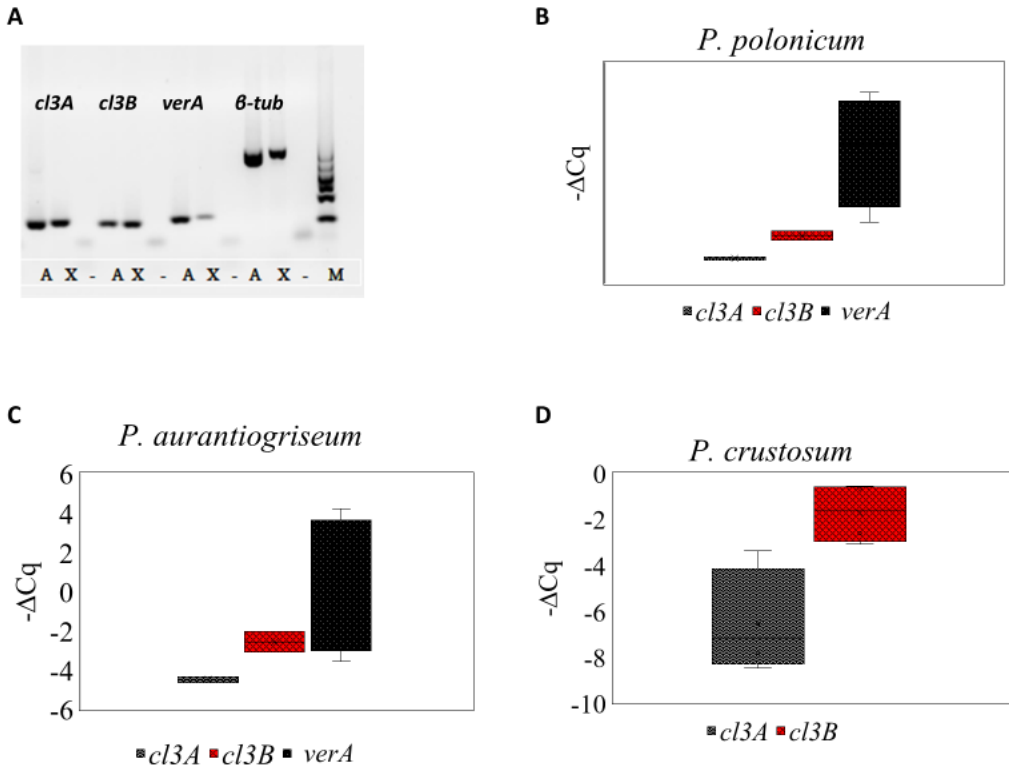 A
cl3A cl3B verA β-tub
A X - A X - A X - A X - M
B
P. polonicum
-ΔCq
cl3A cl3B verA
C
P. aurantiogriseum
6
4
2
0
-2
-4
-6
-ΔCq
cl3A cl3B verA
D
P. crustosum
0
-2
-4
-6
-8
-10
-ΔCq
cl3A cl3B